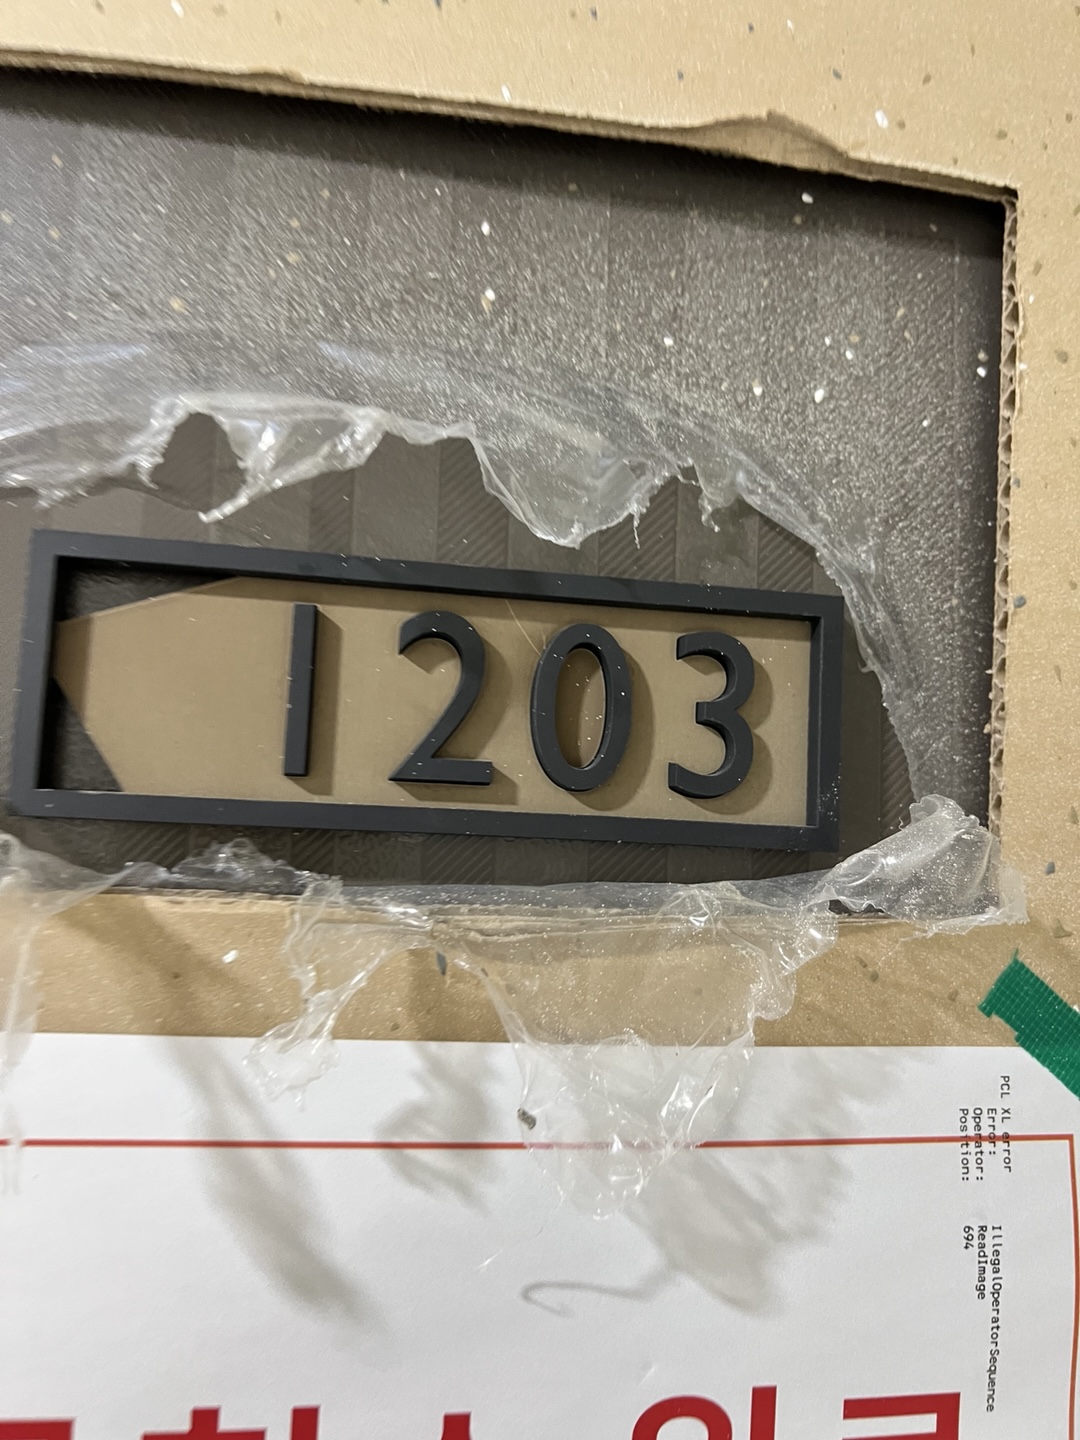 1203
PCL XL error
Error: IllegalOperatorSequence
Operator: ReadImage
Position: 694